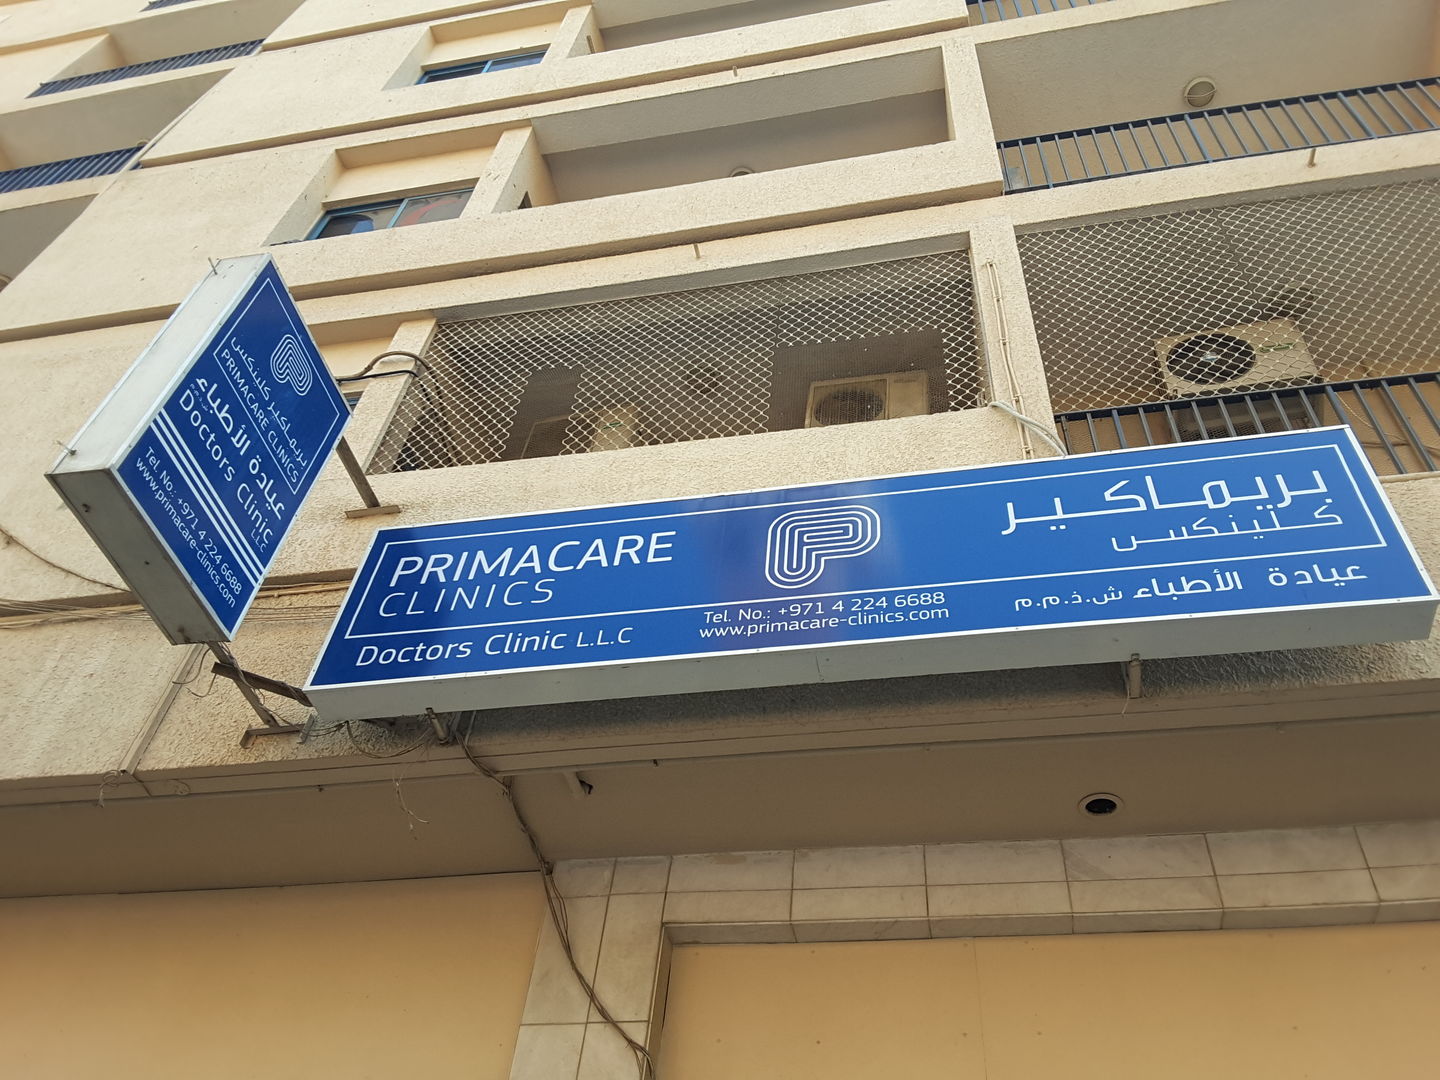 بريماكير كلينكس
PRIMACARE CLINICS
عيادة الأطباء ش.ذ.م.م
Doctors Clinic L.L.C
Tel. No.: +971 4 224 6688
www.primacare-clinics.com
PRIMACARE
CLINICS
بريماكير
كلينكس
Doctors Clinic L.L.C
Tel. No.: +971 4 224 6688
www.primacare-clinics.com
عيادة الأطباء ش.ذ.م.م